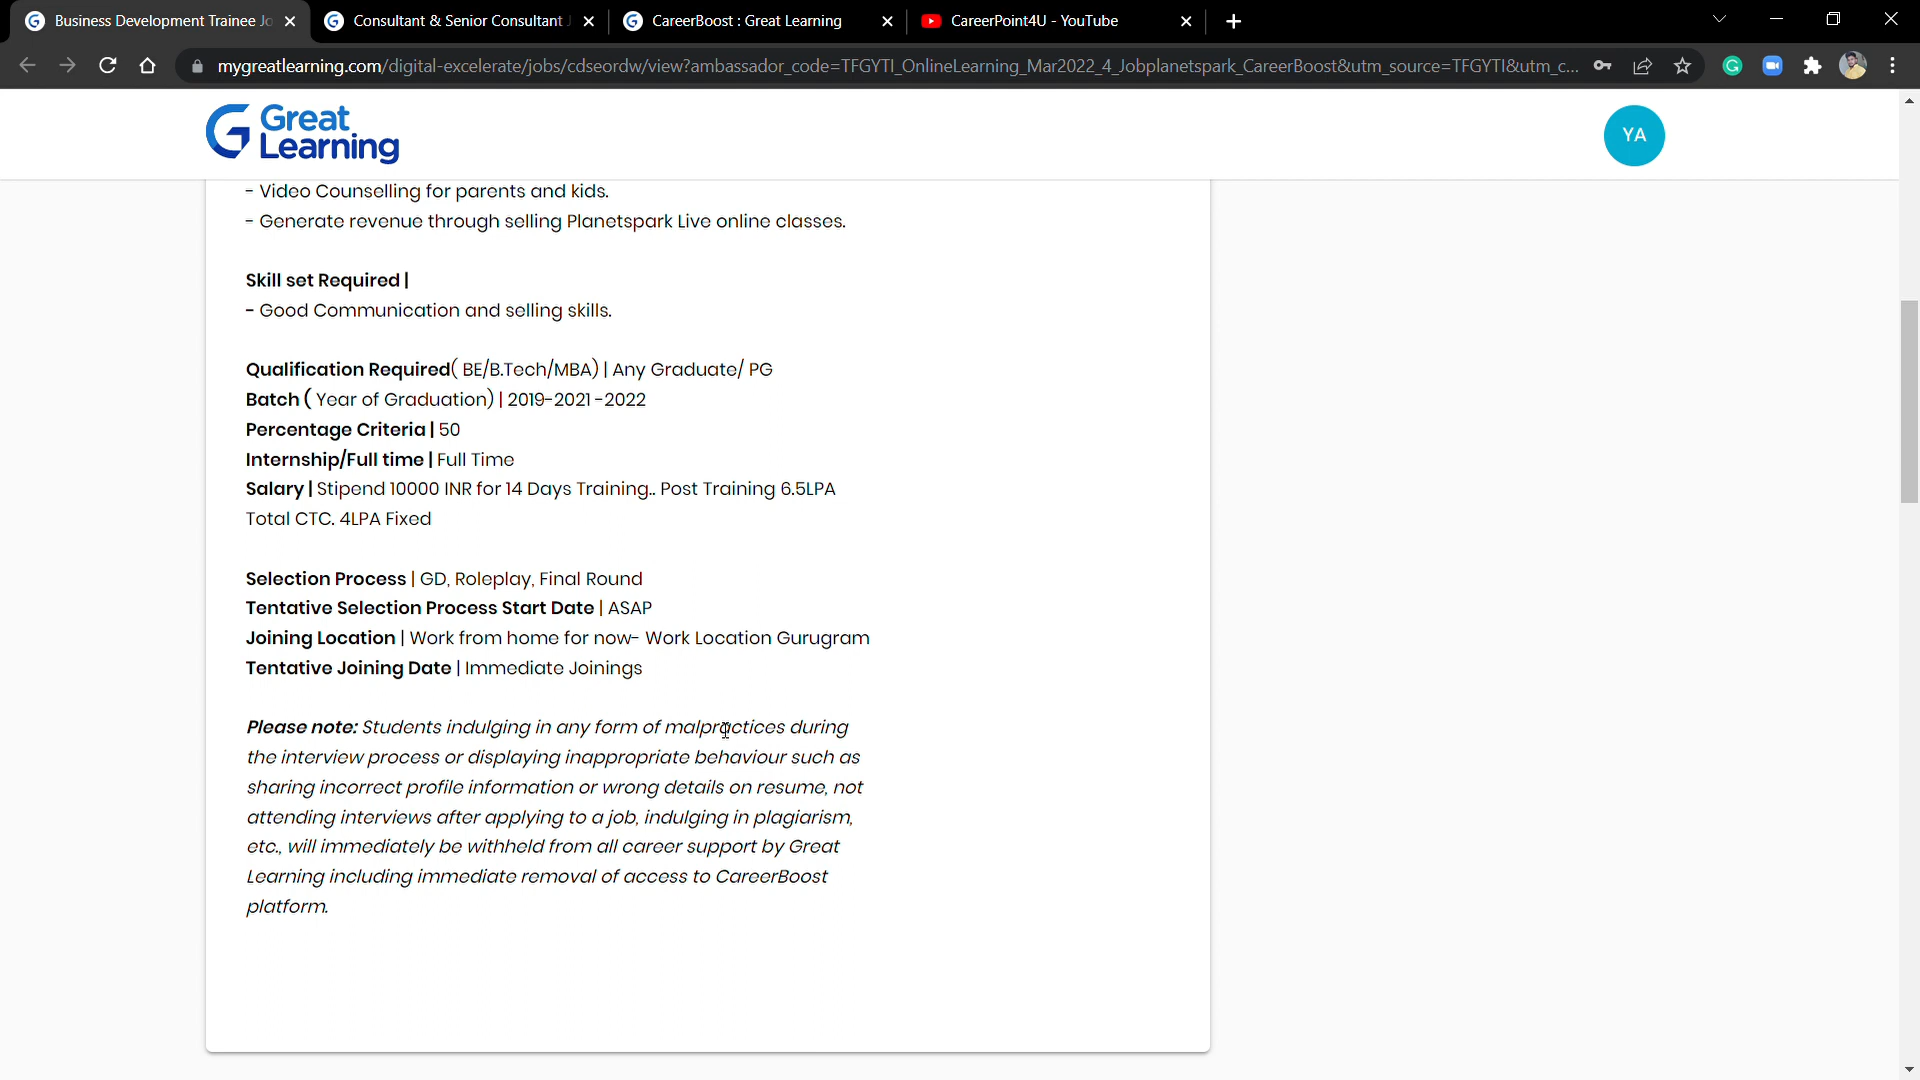 Business Development Trainee Jo
Consultant & Senior Consultant J
CareerBoost : Great Learning
CareerPoint4U - YouTube
mygreatlearning.com/digital-excelerate/jobs/cdseordw/view?ambassador_code=TFGYTI_OnlineLearning_Mar2022_4_Jobplanetspark_CareerBoost&utm_source=TFGYTI&utm_c...
Great
Learning
YA
- Video Counselling for parents and kids.
- Generate revenue through selling Planetspark Live online classes.
Skill set Required |
- Good Communication and selling skills.
Qualification Required( BE/B.Tech/MBA) | Any Graduate/ PG
Batch ( Year of Graduation) | 2019-2021 -2022
Percentage Criteria | 50
Internship/Full time | Full Time
Salary | Stipend 10000 INR for 14 Days Training.. Post Training 6.5LPA
Total CTC. 4LPA Fixed
Selection Process | GD, Roleplay, Final Round
Tentative Selection Process Start Date | ASAP
Joining Location | Work from home for now- Work Location Gurugram
Tentative Joining Date | Immediate Joinings
Please note: Students indulging in any form of malpractices during
the interview process or displaying inappropriate behaviour such as
sharing incorrect profile information or wrong details on resume, not
attending interviews after applying to a job, indulging in plagiarism,
etc., will immediately be withheld from all career support by Great
Learning including immediate removal of access to CareerBoost
platform.